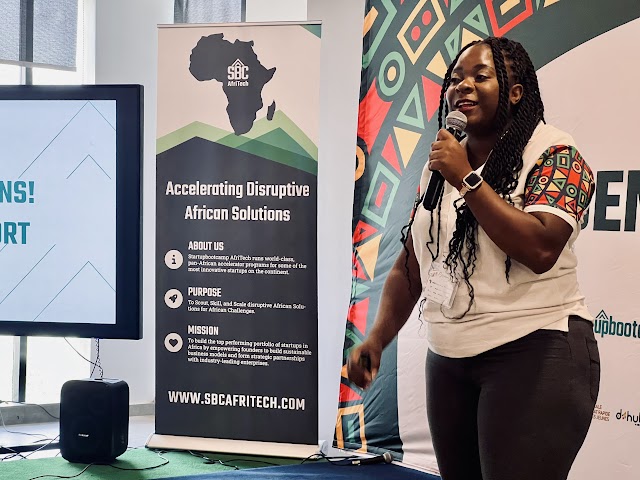 NS!
ORT
SBC
AfriTech
Accelerating Disruptive
African Solutions
ABOUT US
Startupbootcamp AfriTech runs world-class,
pan-African accelerator programs for some of the
most innovative startups on the continent.
PURPOSE
To Scout, Skill, and Scale disruptive African Solu-
tions for African Challenges.
MISSION
To build the top performing portfolio of startups in
Africa by empowering founders to build sustainable
business models and form strategic partnerships
with industry-leading enterprises.
WWW.SBCAFRITECH.COM
EN
upbootc